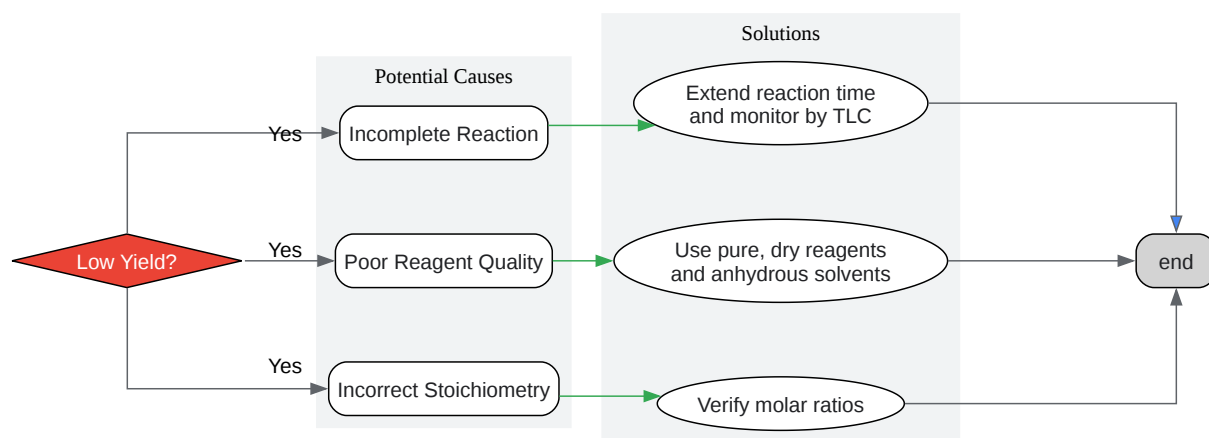 Solutions
Potential Causes
Extend reaction time
and monitor by TLC
Yes
Incomplete Reaction
Low Yield?
Yes
Poor Reagent Quality
Use pure, dry reagents
and anhydrous solvents
end
Yes
Incorrect Stoichiometry
Verify molar ratios